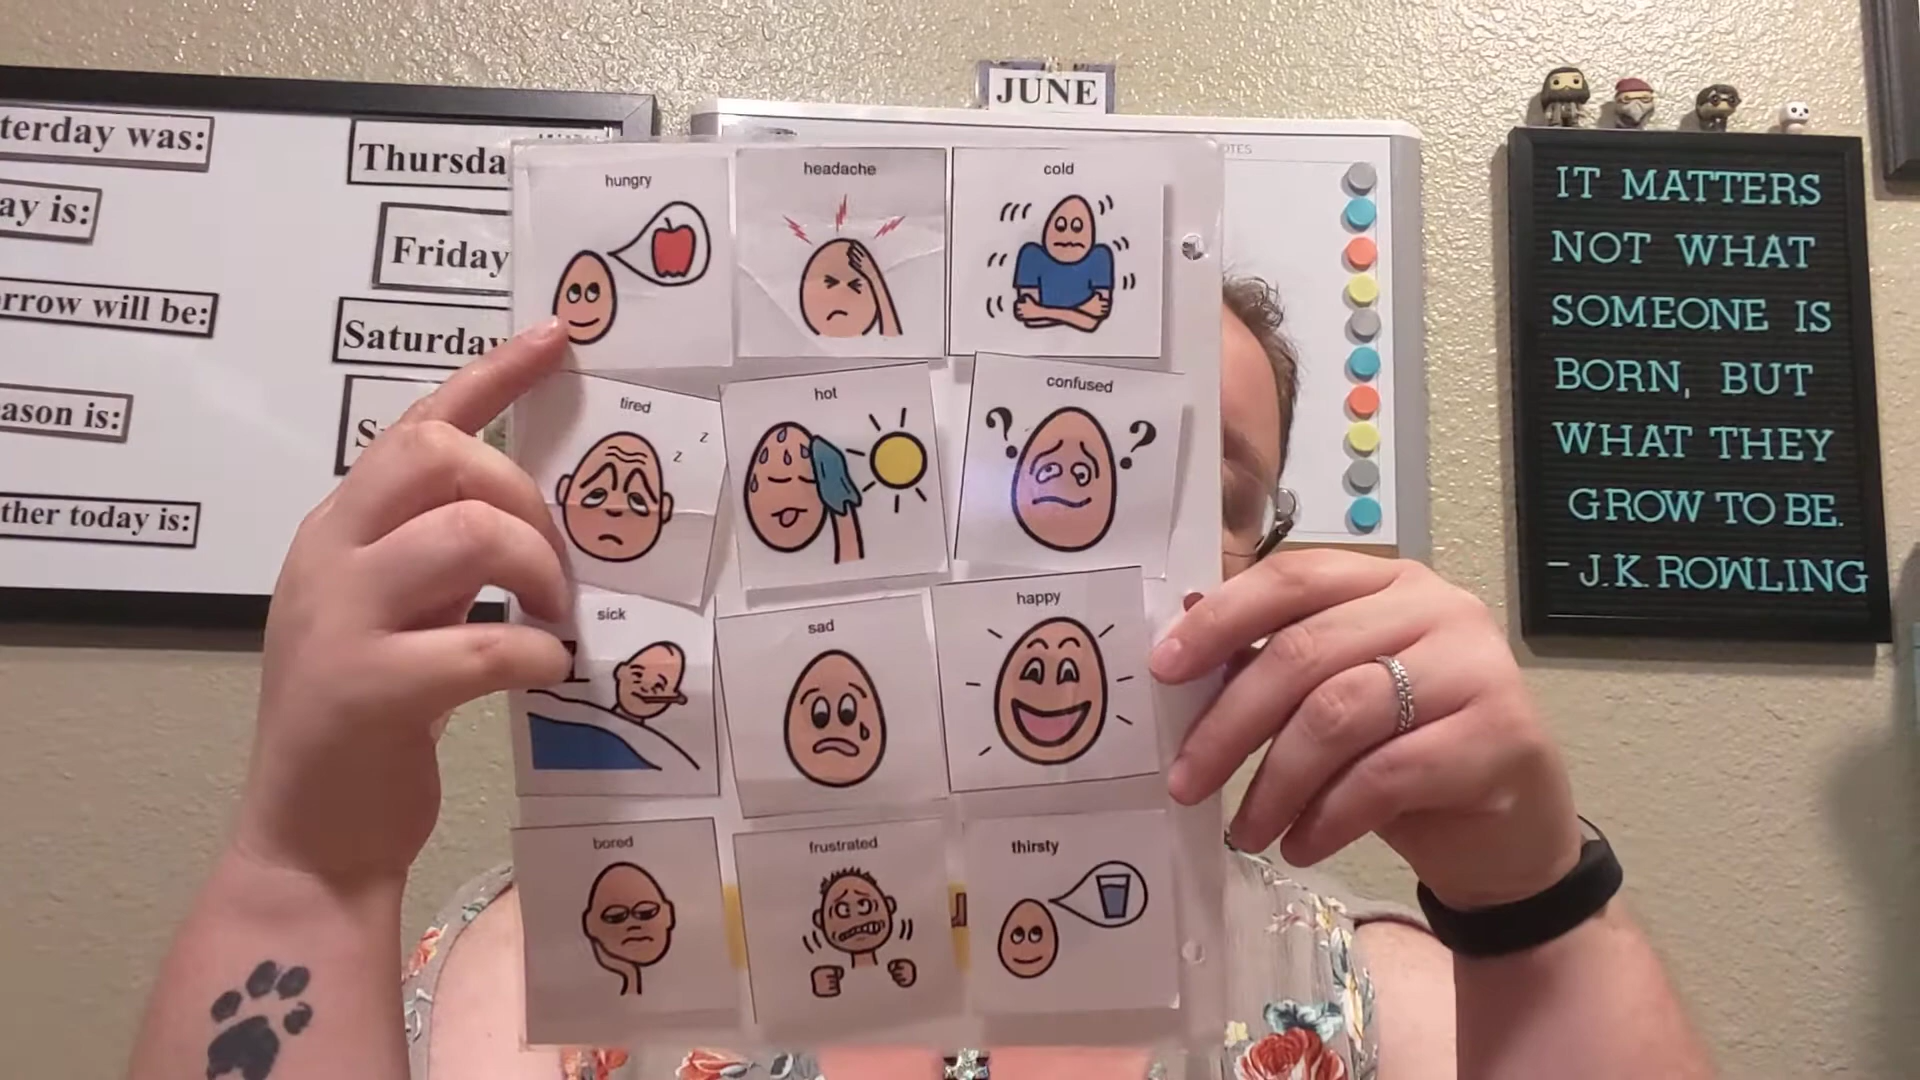 JUNE
terday was:
Thursda
ay is:
Friday
rrow will be:
Saturday
ason is:
S
ther today is:
OTES
hungry
headache
cold
tired
z
z
hot
confused
? ?
sick
sad
happy
bored
frustrated
thirsty
IT MATTERS
NOT WHAT
SOMEONE IS
BORN, BUT
WHAT THEY
GROW TO BE.
- J.K. ROWLING